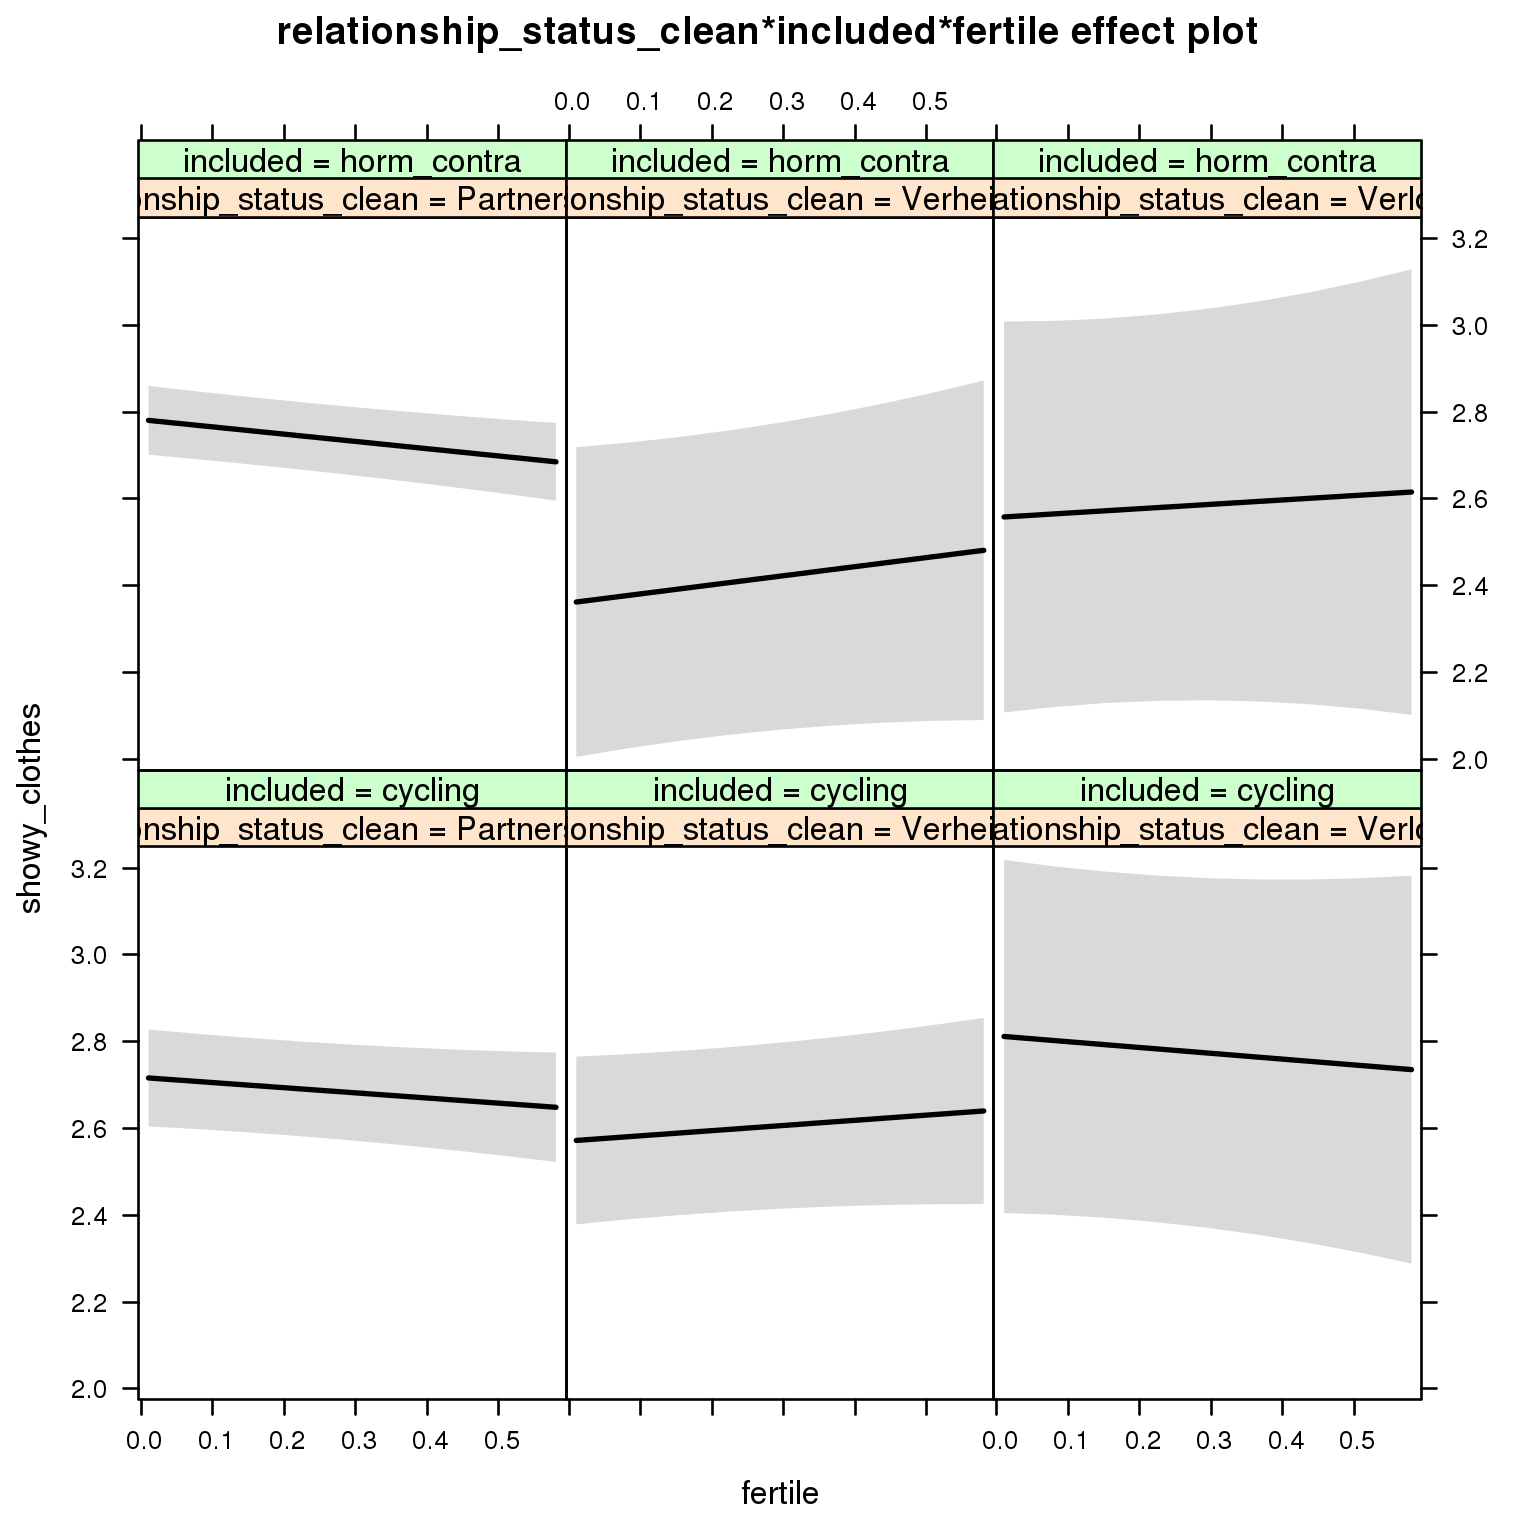 relationship_status_clean*included*fertile effect plot
0.0 0.1 0.2 0.3 0.4 0.5
included = horm_contra included = horm_contra included = horm_contra
onship_status_clean = Partners onship_status_clean = Verhei ationship_status_clean = Verlo
3.2
3.0
2.8
2.6
2.4
2.2
2.0
showy_clothes
included = cycling included = cycling included = cycling
onship_status_clean = Partners onship_status_clean = Verhei ationship_status_clean = Verlo
3.2
3.0
2.8
2.6
2.4
2.2
2.0
0.0 0.1 0.2 0.3 0.4 0.5 0.0 0.1 0.2 0.3 0.4 0.5
fertile